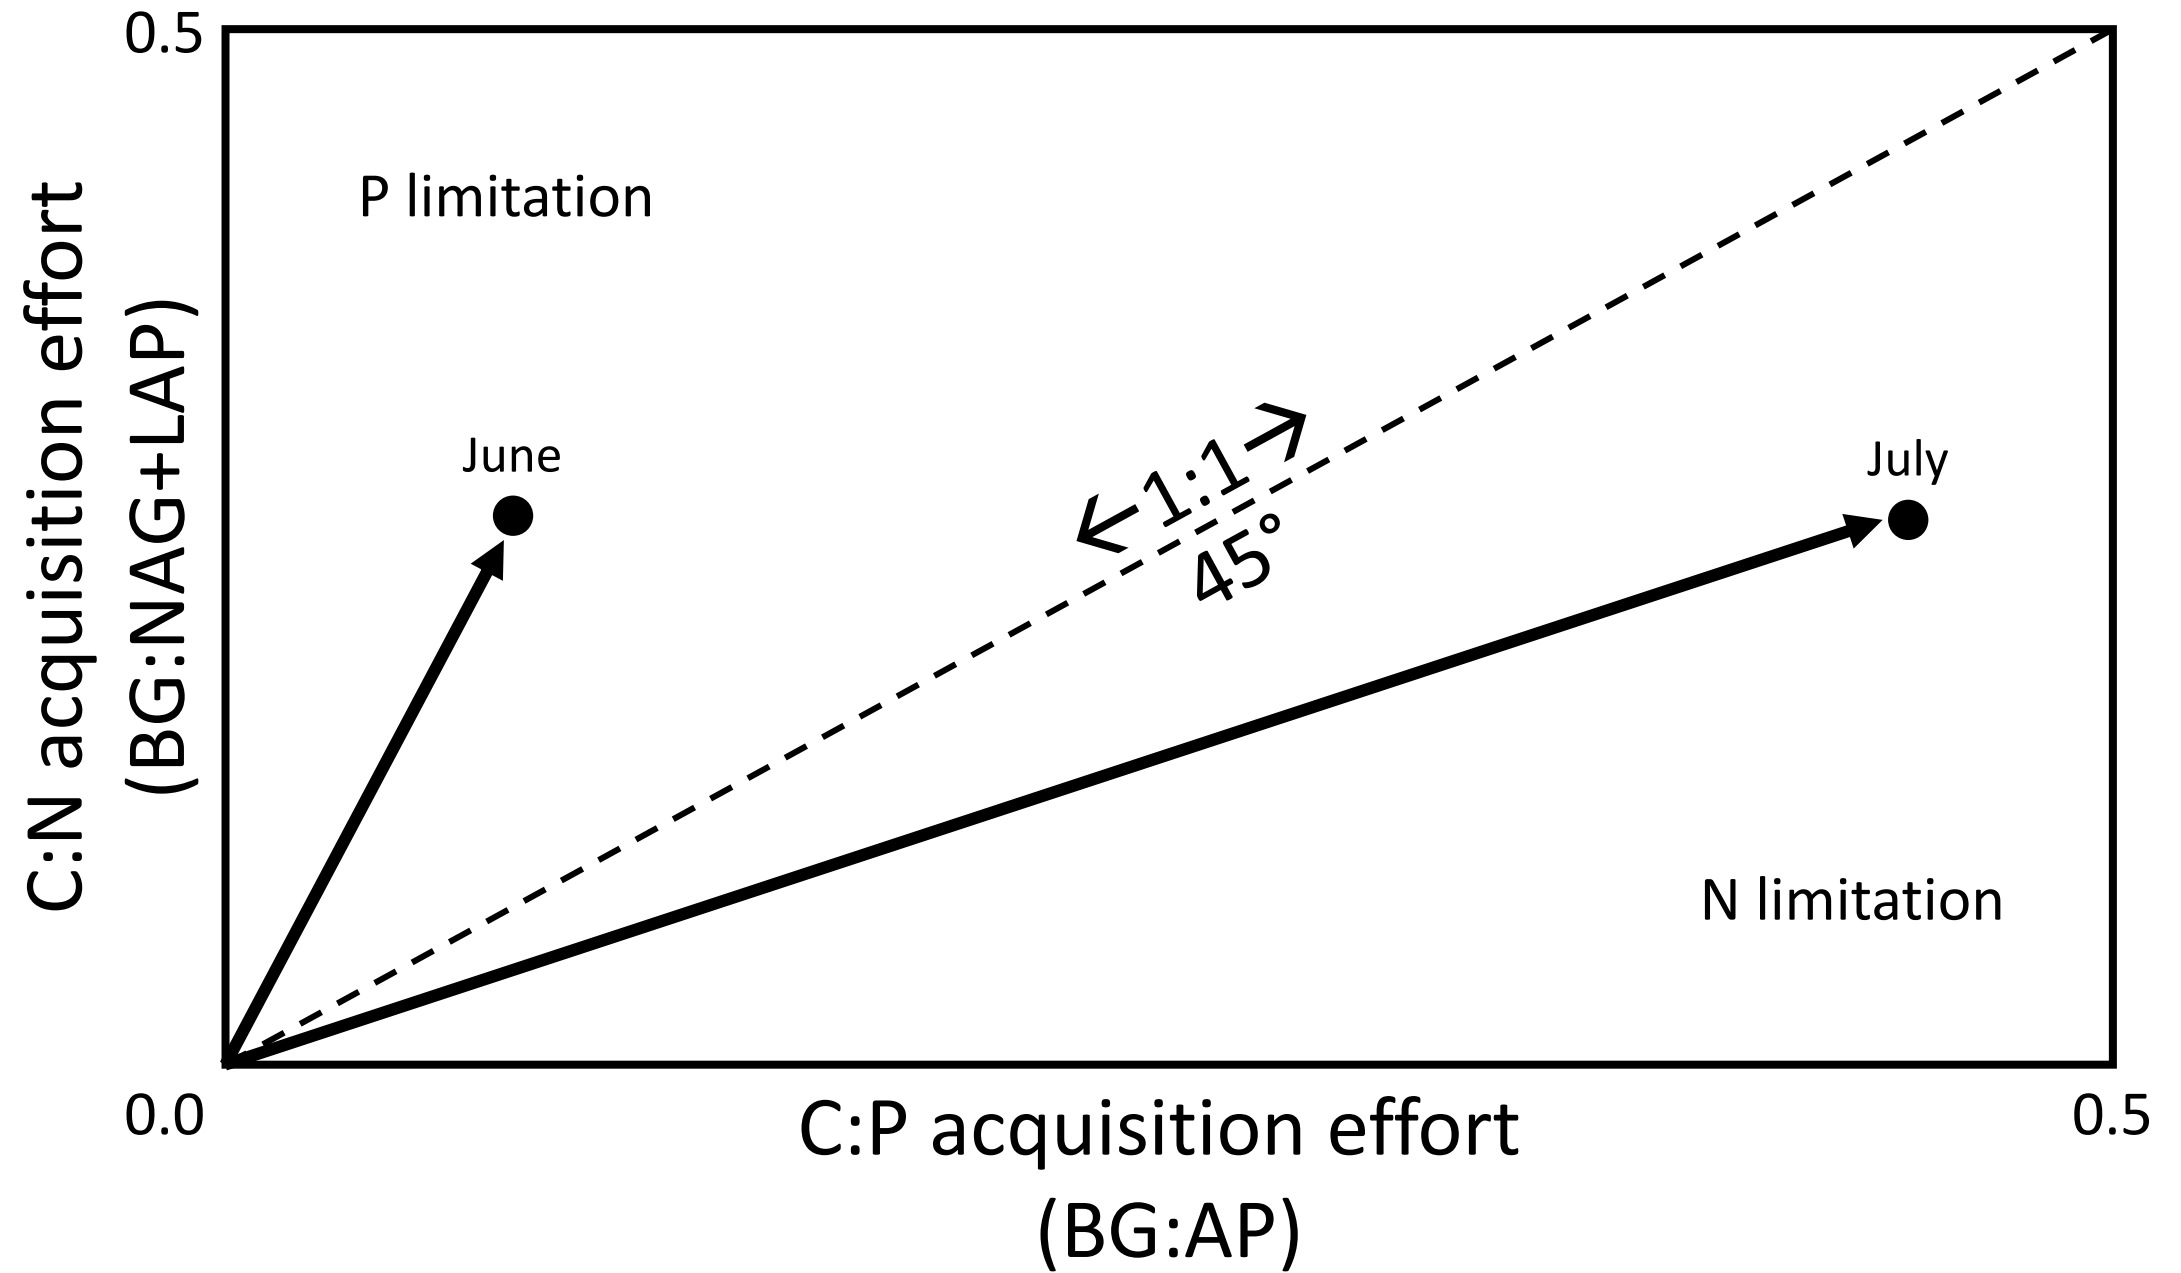 0.5
P limitation
C:N acquisition effort
(BG:NAG+LAP)
June
←1:1→
45°
July
N limitation
0.0
C:P acquisition effort
0.5
(BG:AP)